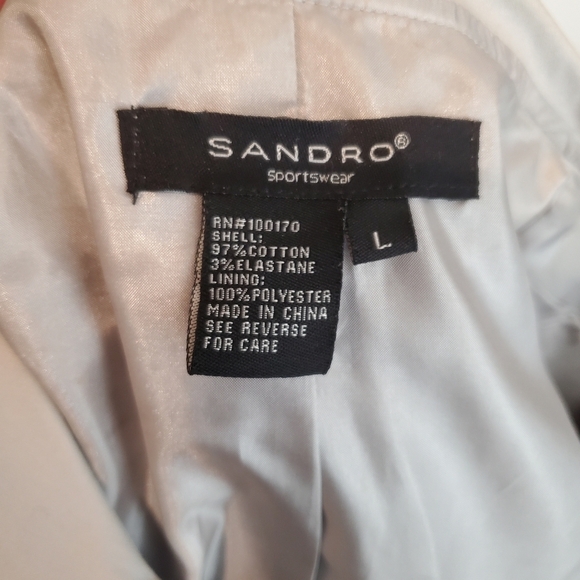 SANDRO®
Sportswear
L
RN#100170
SHELL:
97%COTTON
3%ELASTANE
LINING:
100%POLYESTER
MADE IN CHINA
SEE REVERSE
FOR CARE